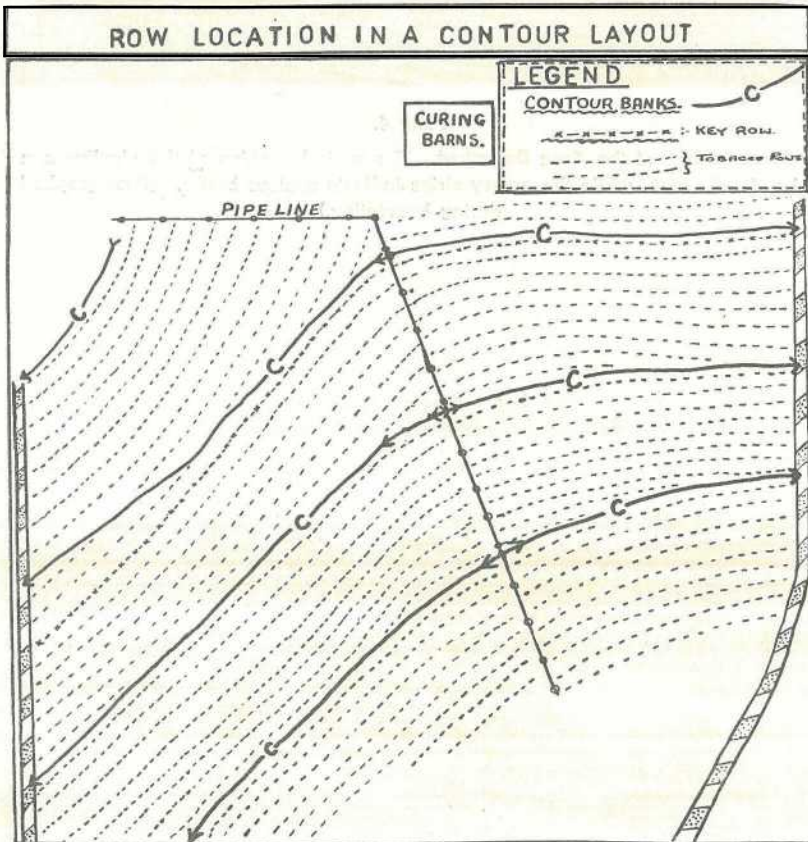 ROW LOCATION IN A CONTOUR LAYOUT
LEGEND
CONTOUR BANKS. C
x-x-x-x-x :- KEY ROW.
} TOBACCO ROWS
CURING
BARNS.
PIPE LINE
C
C
C
C
C
C
C
C